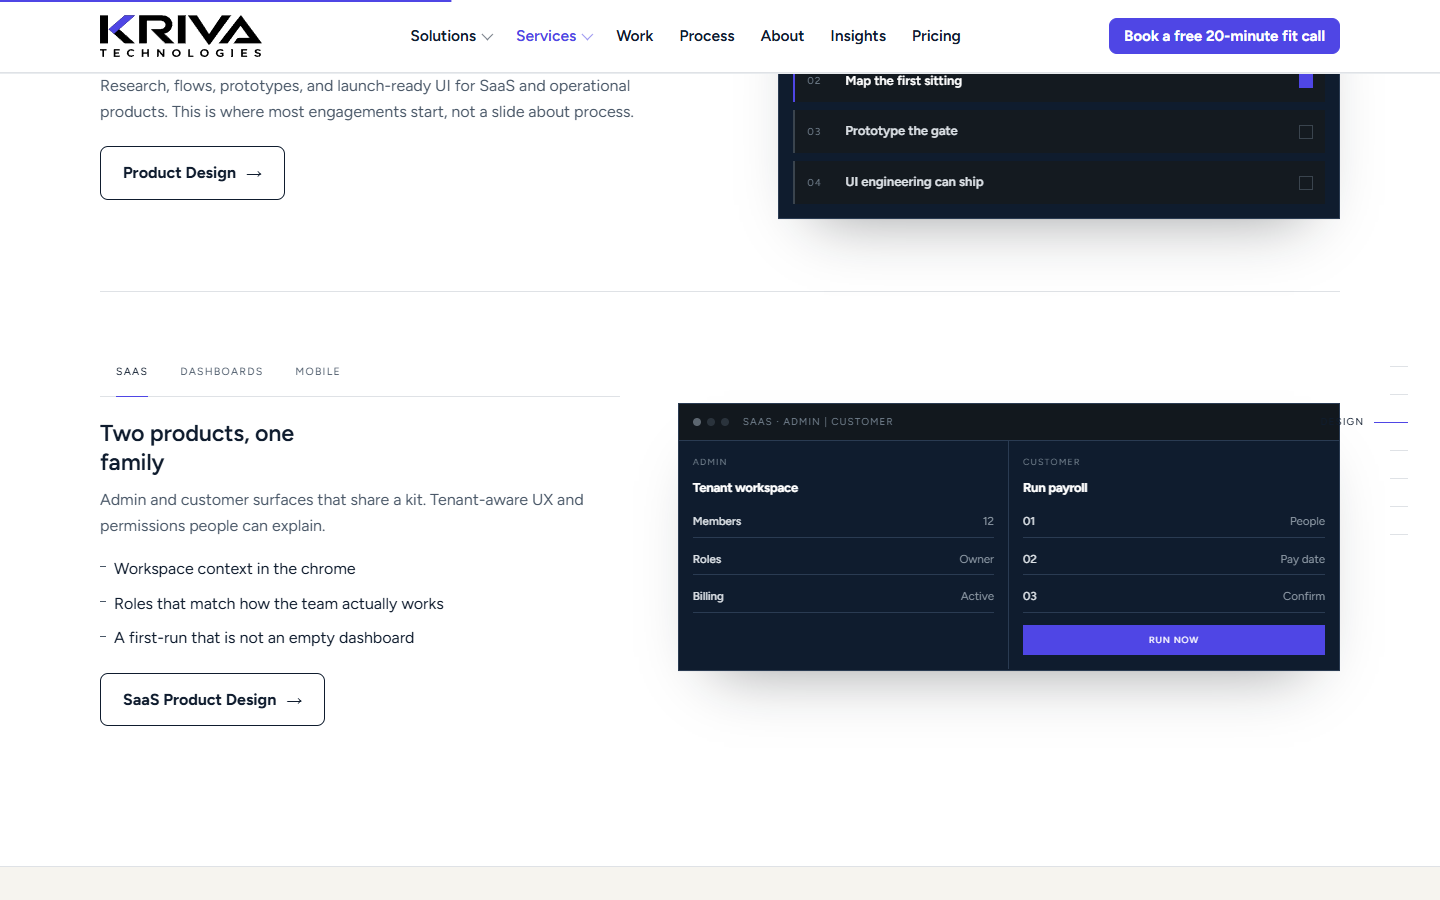 KRIVA
TECHNOLOGIES
Solutions
Services
Work
Process
About
Insights
Pricing
Book a free 20-minute fit call
Research, flows, prototypes, and launch-ready UI for SaaS and operational
products. This is where most engagements start, not a slide about process.
Product Design →
02 Map the first sitting
03 Prototype the gate
04 UI engineering can ship
SAAS
DASHBOARDS
MOBILE
Two products, one
family
Admin and customer surfaces that share a kit. Tenant-aware UX and
permissions people can explain.
– Workspace context in the chrome
– Roles that match how the team actually works
– A first-run that is not an empty dashboard
SaaS Product Design →
SAAS · ADMIN | CUSTOMER
ADMIN
Tenant workspace
Members 12
Roles Owner
Billing Active
CUSTOMER
Run payroll
01 People
02 Pay date
03 Confirm
RUN NOW